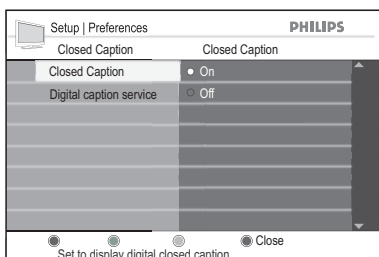 Setup | Preferences PHILIPS
Closed Caption Closed Caption
Closed Caption On
Digital caption service Off
Close
Set to display digital closed caption